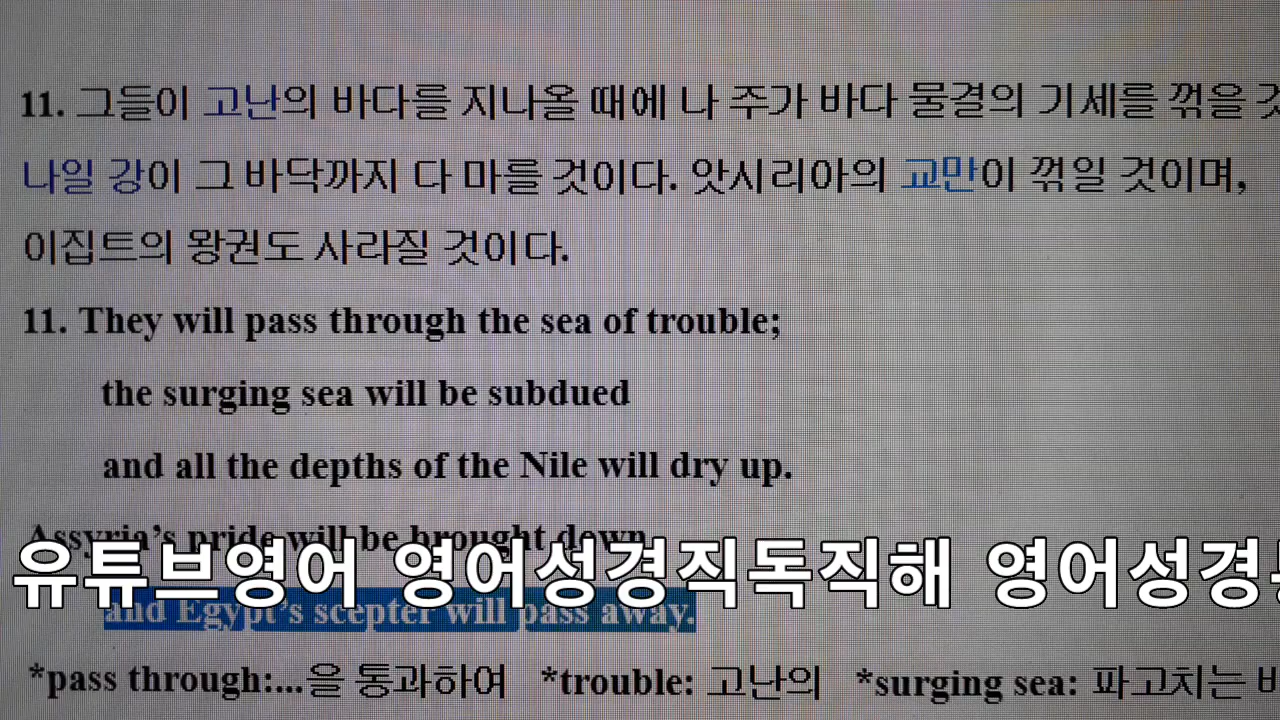 11. 그들이 고난의 바다를 지나올 때에 나 주가 바다 물결의 기세를 꺾을
나일 강이 그 바닥까지 다 마를 것이다. 앗시리아의 교만이 꺾일 것이며,
이집트의 왕권도 사라질 것이다.
11. They will pass through the sea of trouble;
the surging sea will be subdued
and all the depths of the Nile will dry up.
Assyria’s pride will be brought down
유튜브영어 영어성경직독직해 영어성경
and Egypt’s scepter will pass away.
*pass through:...을 통과하여 *trouble: 고난의 *surging sea: 파고치는